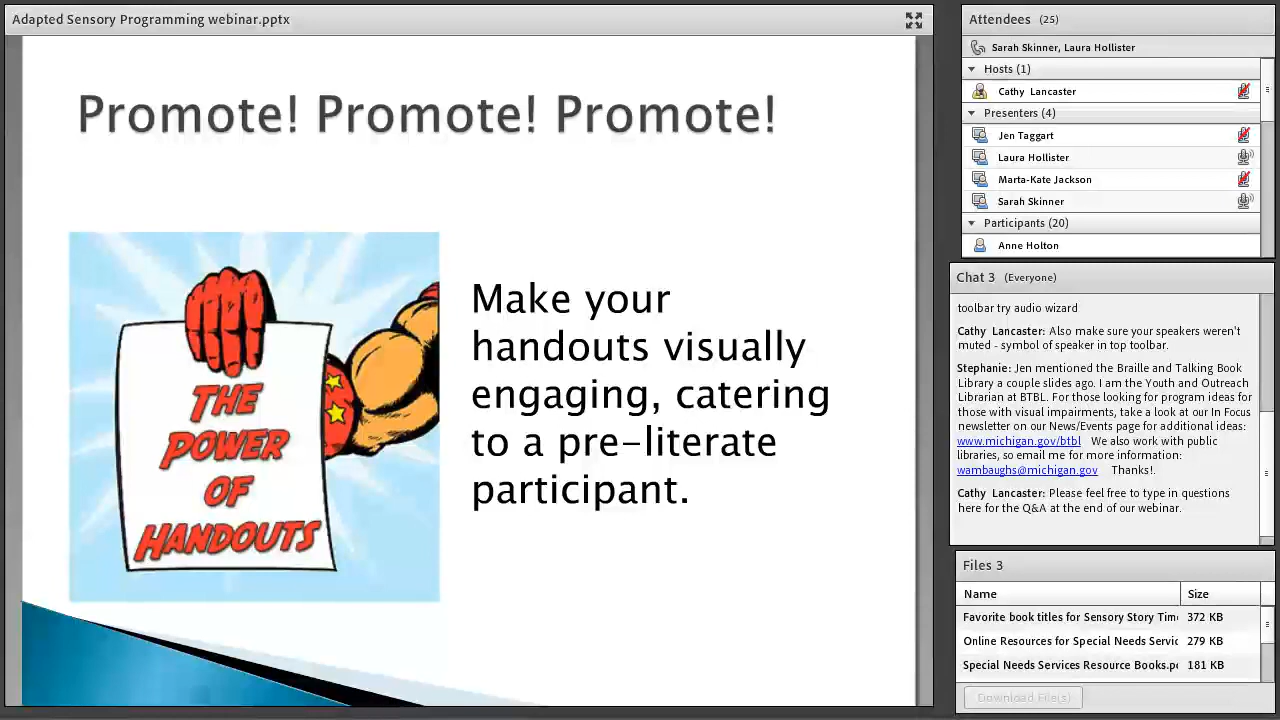 Adapted Sensory Programming webinar.pptx
Promote! Promote! Promote!
THE
POWER
OF
HANDOUTS
Make your
handouts visually
engaging, catering
to a pre-literate
participant.
Attendees (25)
Sarah Skinner, Laura Hollister
Hosts (1)
Cathy Lancaster
Presenters (4)
Jen Taggart
Laura Hollister
Marta-Kate Jackson
Sarah Skinner
Participants (20)
Anne Holton
Chat 3 (Everyone)
toolbar try audio wizard
Cathy Lancaster: Also make sure your speakers weren't
muted - symbol of speaker in top toolbar.
Stephanie: Jen mentioned the Braille and Talking Book
Library a couple slides ago. I am the Youth and Outreach
Librarian at BTBL. For those looking for program ideas for
those with visual impairments, take a look at our In Focus
newsletter on our News/Events page for additional ideas:
www.michigan.gov/btbl We also work with public
libraries, so email me for more information:
wambaughs@michigan.gov Thanks!.
Cathy Lancaster: Please feel free to type in questions
here for the Q&A at the end of our webinar.
Files 3
Name Size
Favorite book titles for Sensory Story Time 372 KB
Online Resources for Special Needs Servic 279 KB
Special Needs Services Resource Books.pd 181 KB
Download File(s)